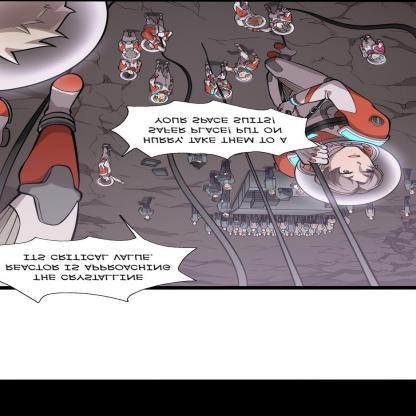 THE CRYSTALLINE
REACTOR IS APPROACHING
ITS CRITICAL VALUE.
HURRY, TAKE THEM TO A
SAFER PLACE! PUT ON
YOUR SPACE SUITS!